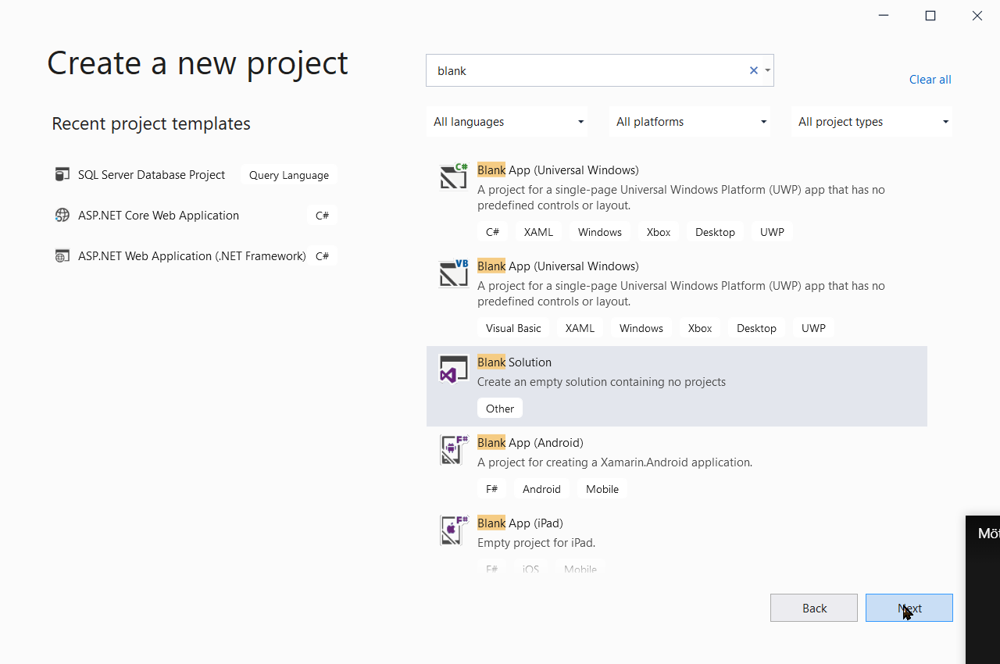 Create a new project
Recent project templates
SQL Server Database Project Query Language
ASP.NET Core Web Application C#
ASP.NET Web Application (.NET Framework) C#
blank
Clear all
All languages All platforms All project types
C#
Blank App (Universal Windows)
A project for a single-page Universal Windows Platform (UWP) app that has no
predefined controls or layout.
C# XAML Windows Xbox Desktop UWP
VB
Blank App (Universal Windows)
A project for a single-page Universal Windows Platform (UWP) app that has no
predefined controls or layout.
Visual Basic XAML Windows Xbox Desktop UWP
Blank Solution
Create an empty solution containing no projects
Other
F#
Blank App (Android)
A project for creating a Xamarin.Android application.
F# Android Mobile
F#
Blank App (iPad)
Empty project for iPad.
F# iOS Mobile
Back Next